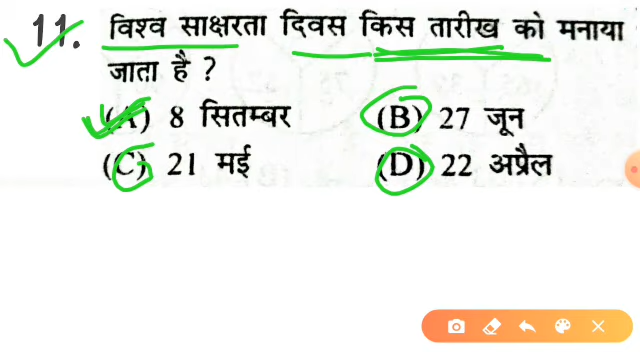 11. विश्व साक्षरता दिवस किस तारीख को मनाया
जाता है ?
(A) 8 सितम्बर (B) 27 जून
(C) 21 मई (D) 22 अप्रैल